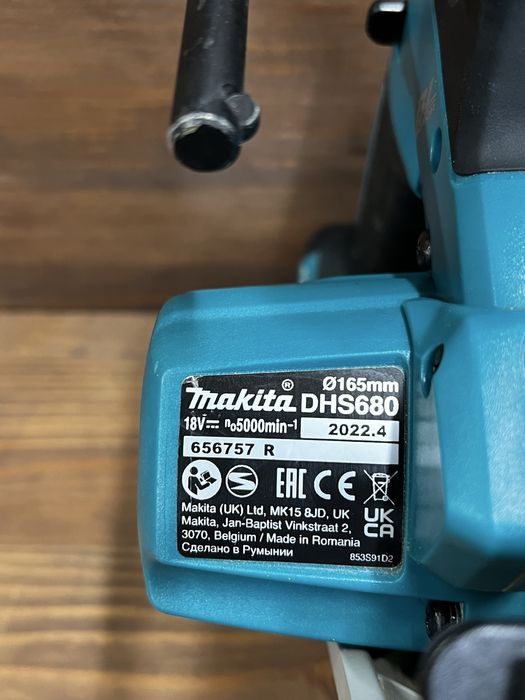 Ø165mm
makita® DHS680
18V⎓ n₀5000min⁻¹ 2022.4
656757 R
EAC CE
UK
CA
Makita (UK) Ltd, MK15 8JD, UK
Makita, Jan-Baptist Vinkstraat 2,
3070, Belgium / Made in Romania
Сделано в Румынии
853S91D2